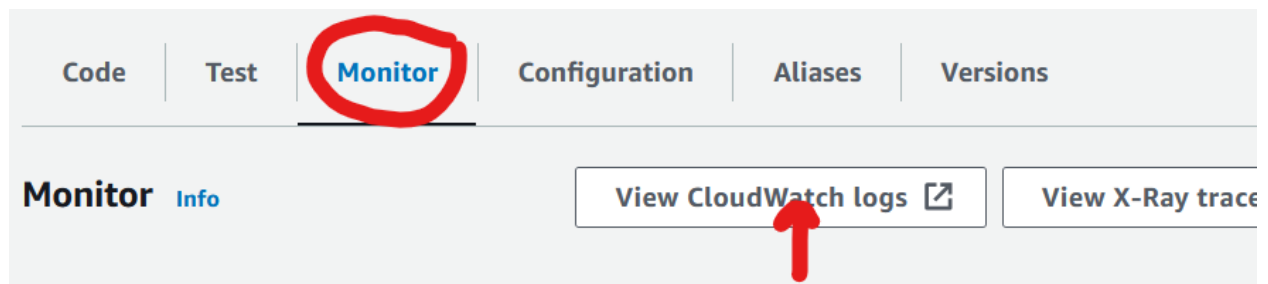 Code Test Monitor Configuration Aliases Versions
Monitor Info View CloudWatch logs View X-Ray trace